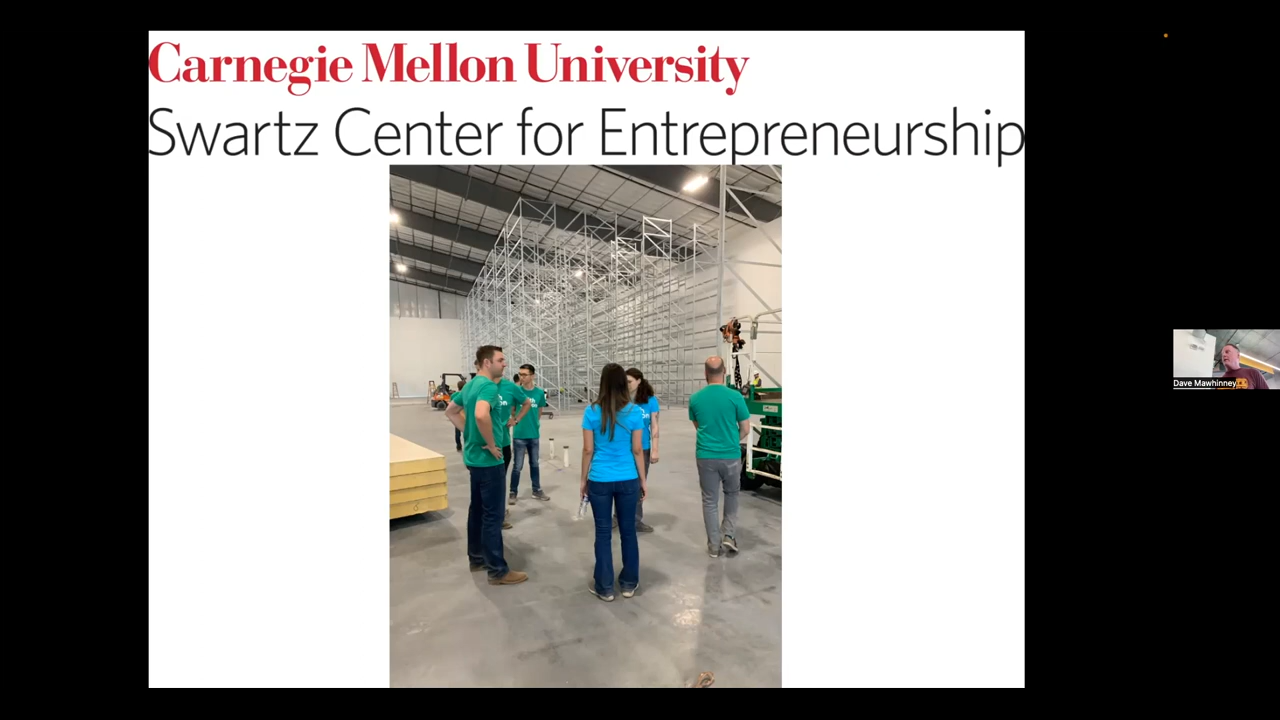 Carnegie Mellon University
Swartz Center for Entrepreneurship
Dave Mawhinney